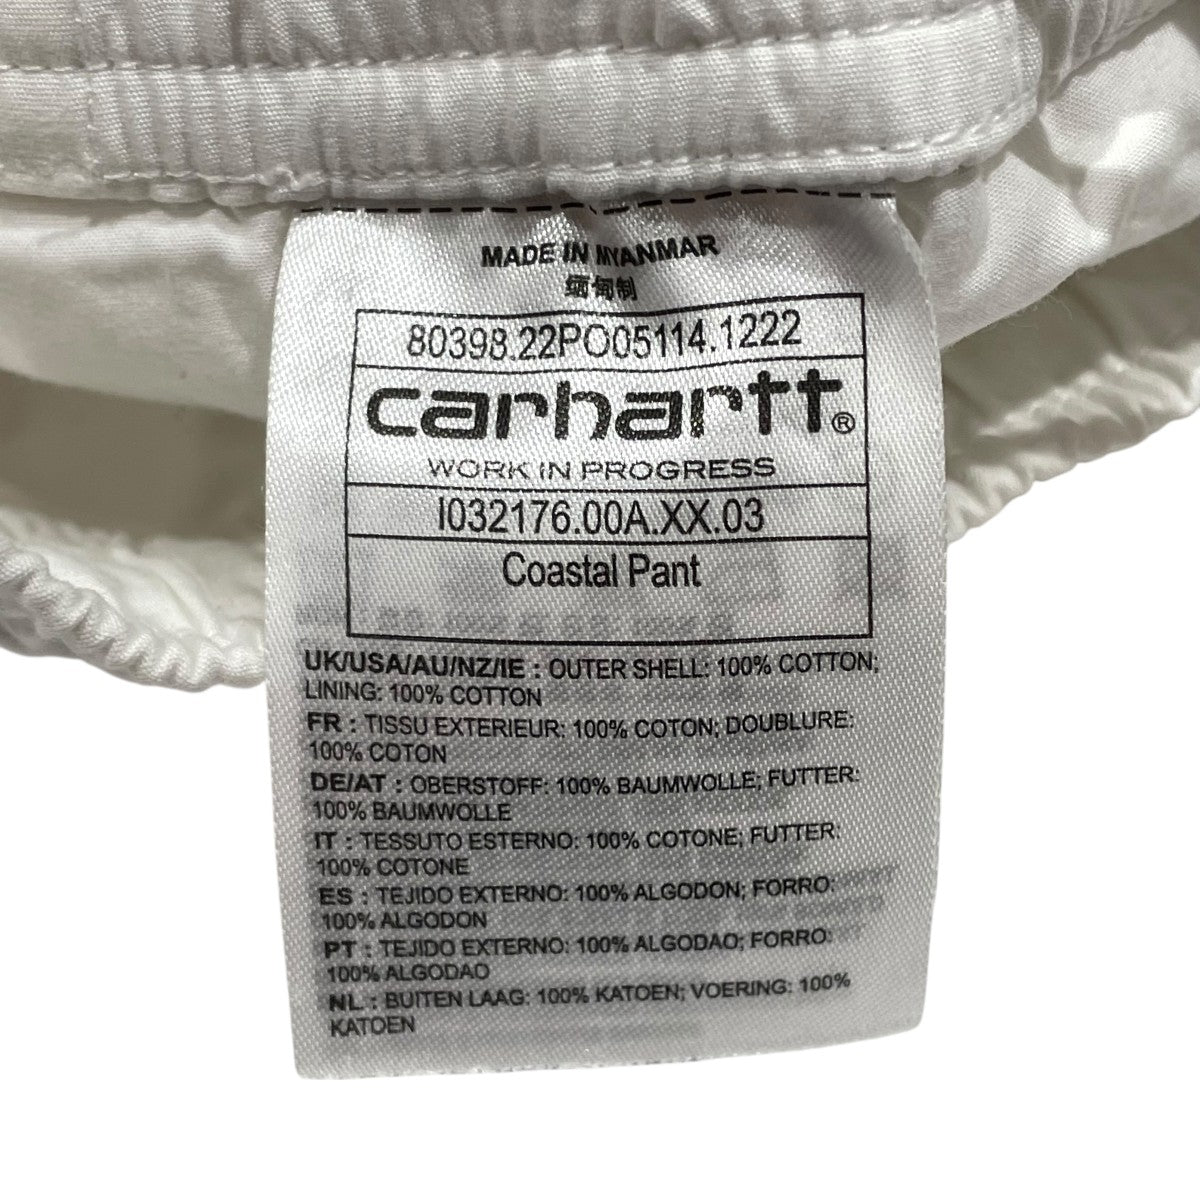 MADE IN MYANMAR
缅甸制
80398.22PO05114.1222
carhartt®
WORK IN PROGRESS
I032176.00A.XX.03
Coastal Pant
UK/USA/AU/NZ/IE : OUTER SHELL: 100% COTTON;
LINING: 100% COTTON
FR : TISSU EXTERIEUR: 100% COTON; DOUBLURE:
100% COTON
DE/AT : OBERSTOFF: 100% BAUMWOLLE; FUTTER:
100% BAUMWOLLE
IT : TESSUTO ESTERNO: 100% COTONE; FUTTER:
100% COTONE
ES : TEJIDO EXTERNO: 100% ALGODON; FORRO:
100% ALGODON
PT : TEJIDO EXTERNO: 100% ALGODAO; FORRO:
100% ALGODAO
NL : BUITEN LAAG: 100% KATOEN; VOERING: 100%
KATOEN